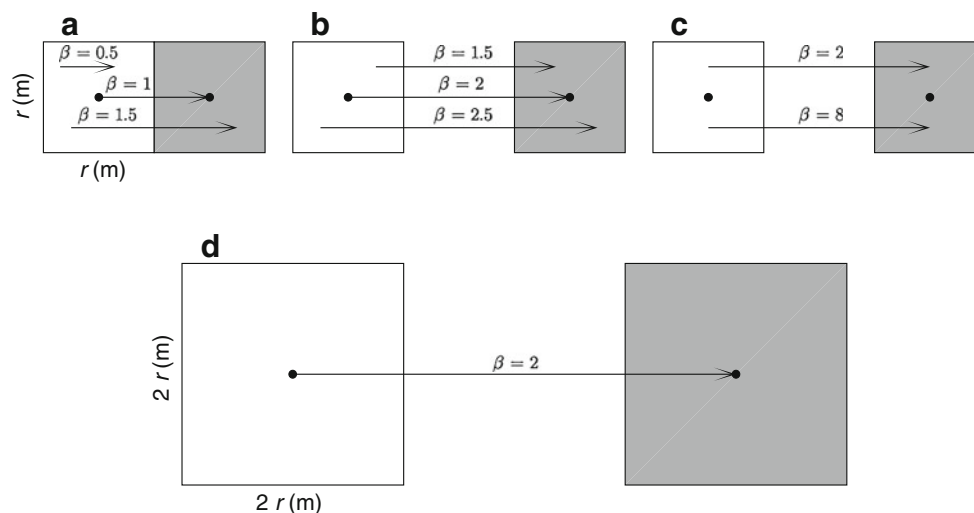 a
β = 0.5
β = 1
β = 1.5
r (m)
r (m)
b
β = 1.5
β = 2
β = 2.5
c
β = 2
β = 8
d
β = 2
2 r (m)
2 r (m)